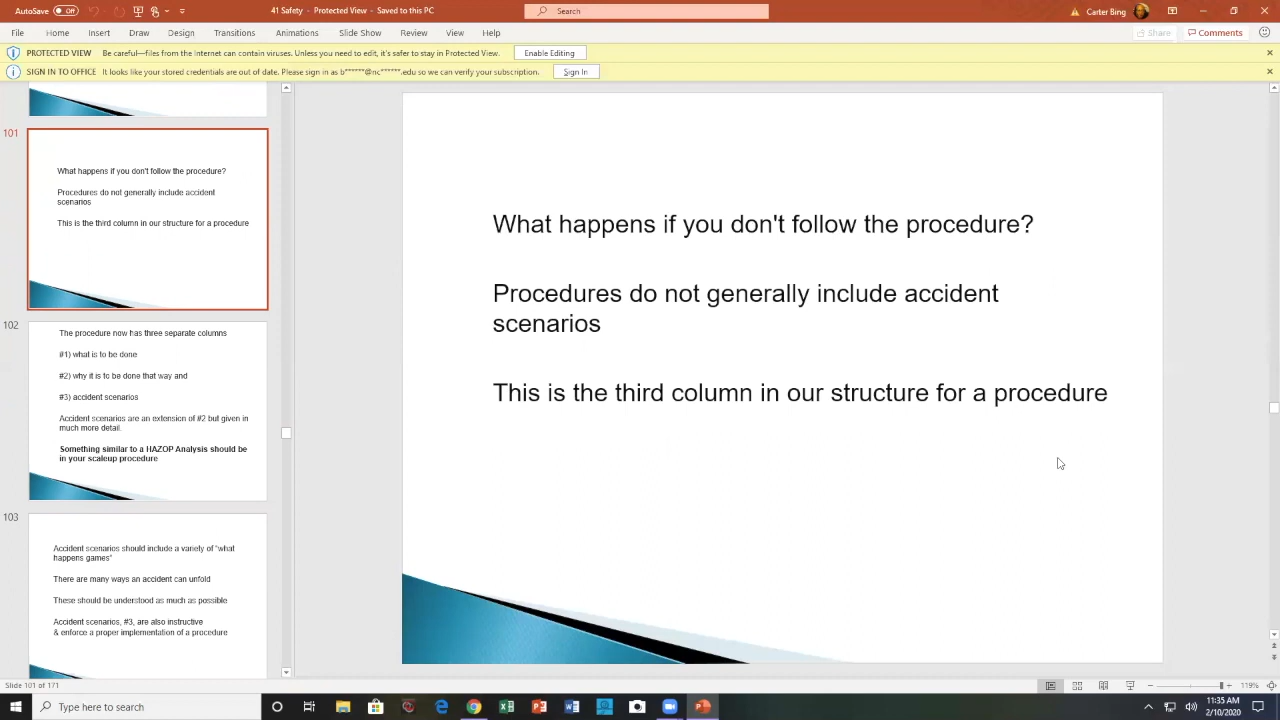 AutoSave Off
41 Safety - Protected View - Saved to this PC
Search
Carter Bing
File Home Insert Draw Design Transitions Animations Slide Show Review View Help
Share Comments
PROTECTED VIEW Be careful—files from the Internet can contain viruses. Unless you need to edit, it's safer to stay in Protected View. Enable Editing
SIGN IN TO OFFICE It looks like your stored credentials are out of date. Please sign in as b******@nc******.edu so we can verify your subscription. Sign In
101
What happens if you don't follow the procedure?
Procedures do not generally include accident
scenarios
This is the third column in our structure for a procedure
102
The procedure now has three separate columns
#1) what is to be done
#2) why it is to be done that way and
#3) accident scenarios
Accident scenarios are an extension of #2 but given in
much more detail.
Something similar to a HAZOP Analysis should be
in your scaleup procedure
103
Accident scenarios should include a variety of "what
happens games"
There are many ways an accident can unfold
These should be understood as much as possible
Accident scenarios, #3, are also instructive
& enforce a proper implementation of a procedure
What happens if you don't follow the procedure?
Procedures do not generally include accident
scenarios
This is the third column in our structure for a procedure
Slide 101 of 171
119%
Type here to search
11:35 AM
2/10/2020